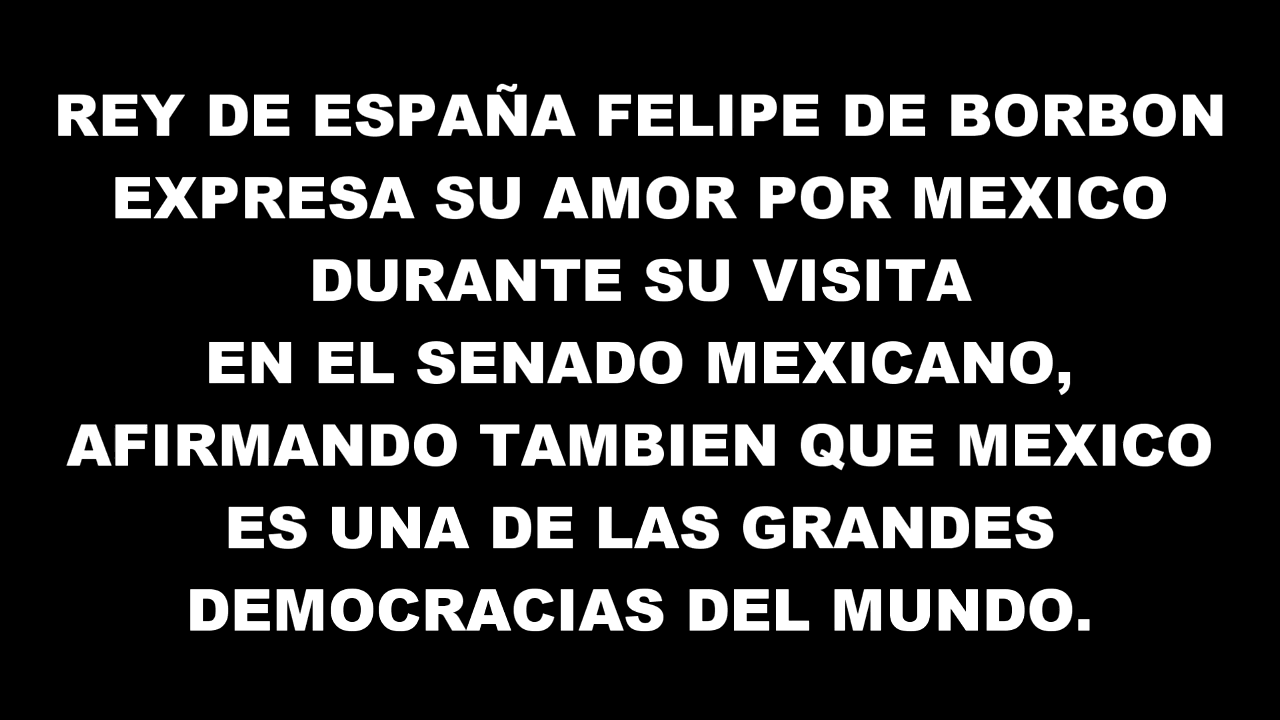 REY DE ESPAÑA FELIPE DE BORBON
EXPRESA SU AMOR POR MEXICO
DURANTE SU VISITA
EN EL SENADO MEXICANO,
AFIRMANDO TAMBIEN QUE MEXICO
ES UNA DE LAS GRANDES
DEMOCRACIAS DEL MUNDO.